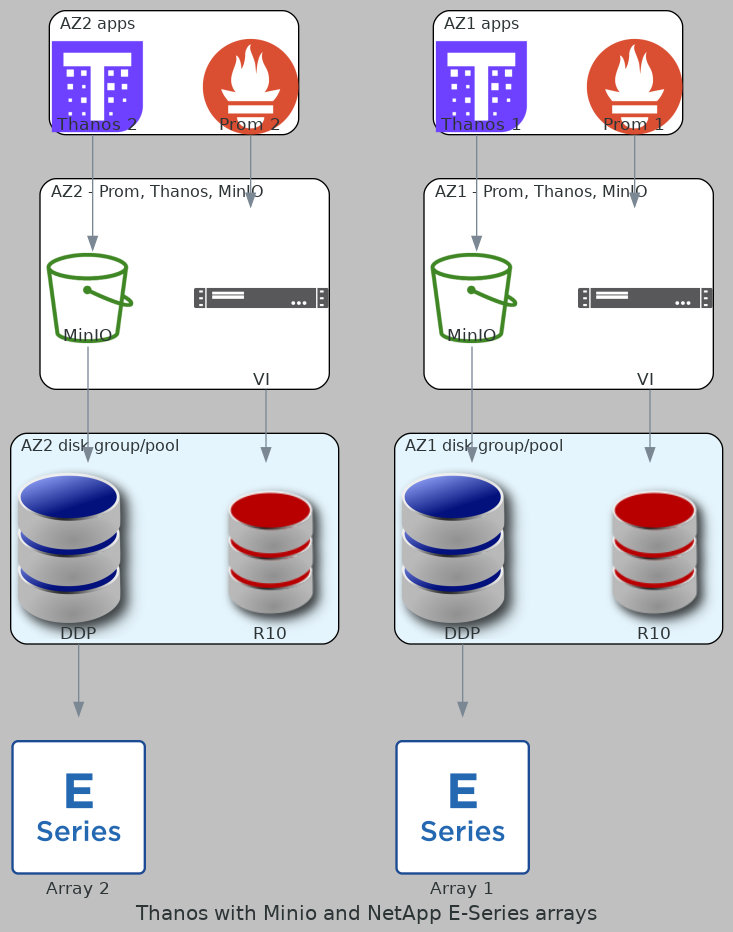 AZ2 apps
AZ1 apps
Thanos 2
Prom 2
Thanos 1
Prom 1
AZ2 - Prom, Thanos, MinIO
AZ1 - Prom, Thanos, MinIO
MinIO
MinIO
VI
VI
AZ2 disk group/pool
AZ1 disk group/pool
DDP
R10
DDP
R10
E
Series
E
Series
Array 2
Array 1
Thanos with Minio and NetApp E-Series arrays